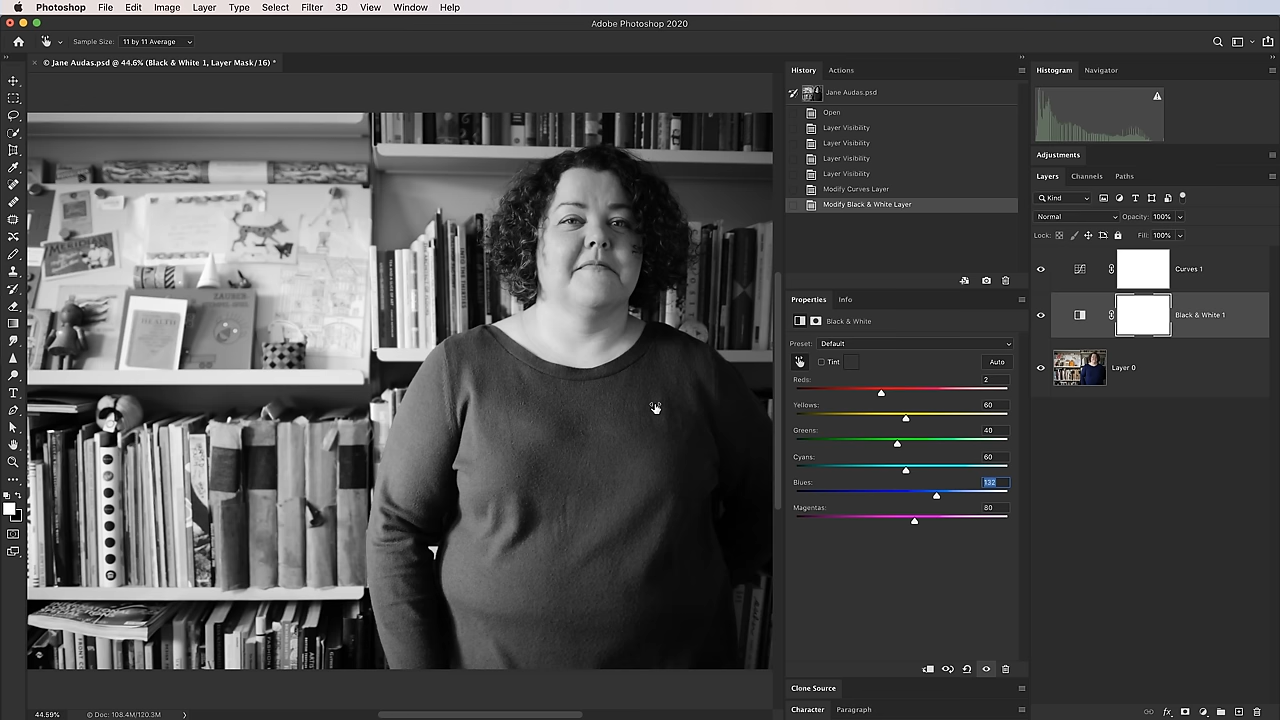 Photoshop File Edit Image Layer Type Select Filter 3D View Window Help
Adobe Photoshop 2020
Sample Size: 11 by 11 Average
© Jane Audas.psd @ 44.6% (Black & White 1, Layer Mask/16) *
History Actions
Jane Audas.psd
Open
Layer Visibility
Layer Visibility
Layer Visibility
Layer Visibility
Modify Curves Layer
Modify Black & White Layer
Properties Info
Black & White
Preset: Default
Tint Auto
Reds: 2
Yellows: 60
Greens: 40
Cyans: 60
Blues: 132
Magentas: 80
Clone Source
Character Paragraph
Histogram Navigator
Adjustments
Layers Channels Paths
Kind
Normal Opacity: 100%
Lock: Fill: 100%
Curves 1
Black & White 1
Layer 0
fx
MERIDIAN
ZAUBER
HEALTH
44.59% Doc: 108.4M/120.3M